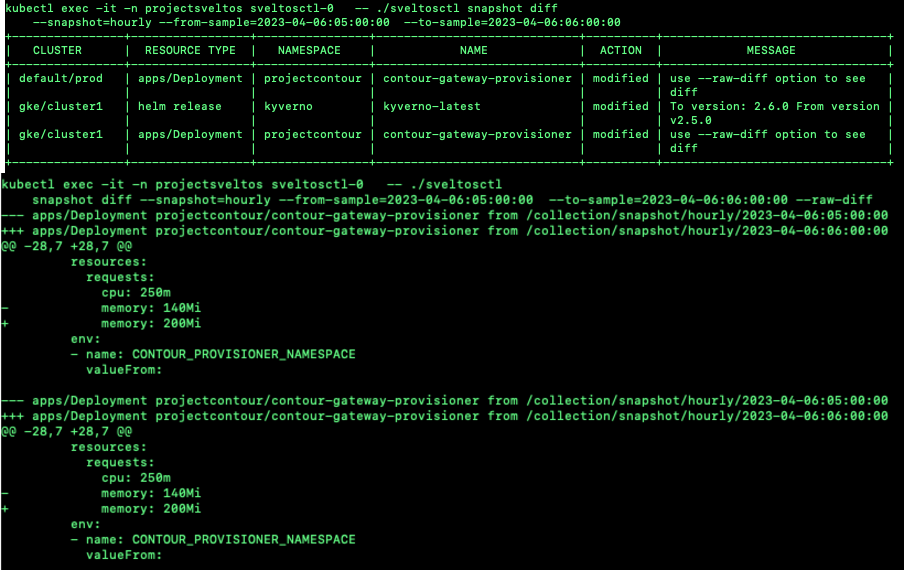 kubectl exec -it -n projectsveltos sveltosctl-0   -- ./sveltosctl snapshot diff
    --snapshot=hourly --from-sample=2023-04-06:05:00:00  --to-sample=2023-04-06:06:00:00
+---------------+-----------------+----------------+-----------------------------+----------+--------------------------------+
|    CLUSTER    |  RESOURCE TYPE  |   NAMESPACE    |            NAME             |  ACTION  |            MESSAGE             |
+---------------+-----------------+----------------+-----------------------------+----------+--------------------------------+
| default/prod  | apps/Deployment | projectcontour | contour-gateway-provisioner | modified | use --raw-diff option to see   |
|               |                 |                |                             |          | diff                           |
| gke/cluster1  | helm release    | kyverno        | kyverno-latest              | modified | To version: 2.6.0 From version |
|               |                 |                |                             |          | v2.5.0                         |
| gke/cluster1  | apps/Deployment | projectcontour | contour-gateway-provisioner | modified | use --raw-diff option to see   |
|               |                 |                |                             |          | diff                           |
+---------------+-----------------+----------------+-----------------------------+----------+--------------------------------+
kubectl exec -it -n projectsveltos sveltosctl-0   -- ./sveltosctl
    snapshot diff --snapshot=hourly --from-sample=2023-04-06:05:00:00  --to-sample=2023-04-06:06:00:00 --raw-diff
--- apps/Deployment projectcontour/contour-gateway-provisioner from /collection/snapshot/hourly/2023-04-06:05:00:00
+++ apps/Deployment projectcontour/contour-gateway-provisioner from /collection/snapshot/hourly/2023-04-06:06:00:00
@@ -28,7 +28,7 @@
         resources:
           requests:
             cpu: 250m
-            memory: 140Mi
+            memory: 200Mi
         env:
         - name: CONTOUR_PROVISIONER_NAMESPACE
           valueFrom:
--- apps/Deployment projectcontour/contour-gateway-provisioner from /collection/snapshot/hourly/2023-04-06:05:00:00
+++ apps/Deployment projectcontour/contour-gateway-provisioner from /collection/snapshot/hourly/2023-04-06:06:00:00
@@ -28,7 +28,7 @@
         resources:
           requests:
             cpu: 250m
-            memory: 140Mi
+            memory: 200Mi
         env:
         - name: CONTOUR_PROVISIONER_NAMESPACE
           valueFrom: